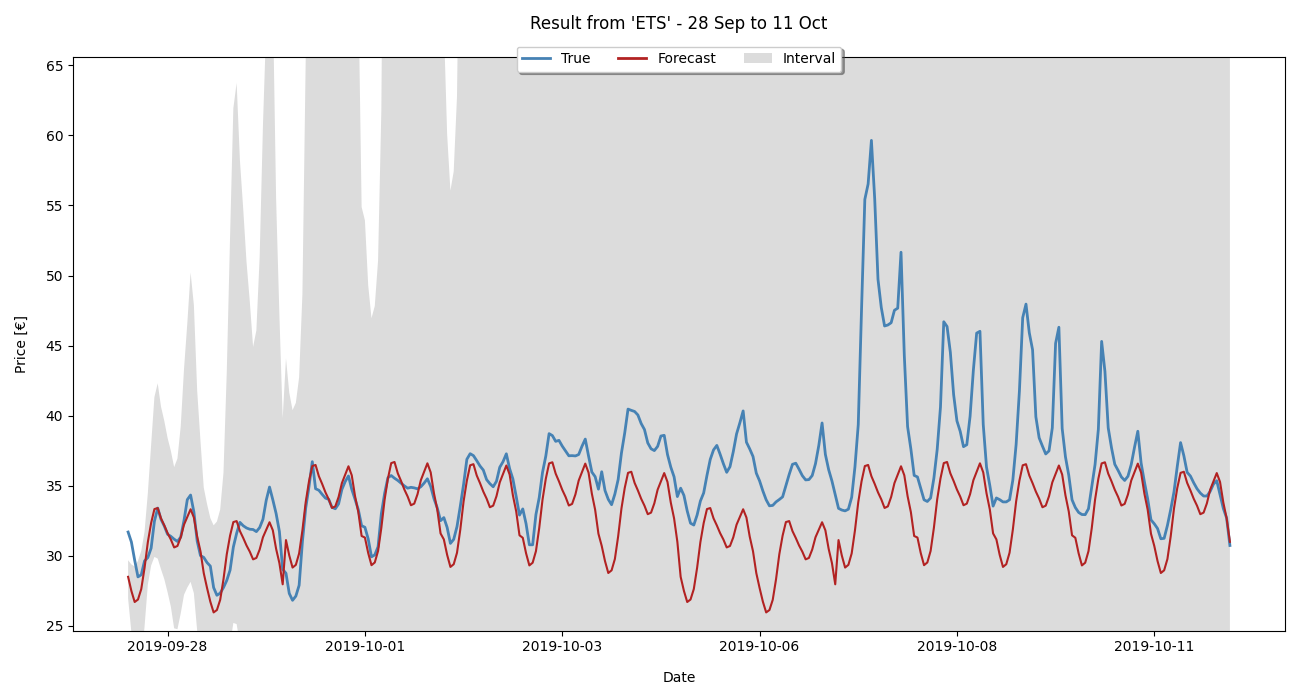 Result from 'ETS' - 28 Sep to 11 Oct
True Forecast Interval
65
60
55
50
45
40
35
30
25
Price [€]
2019-09-28 2019-10-01 2019-10-03 2019-10-06 2019-10-08 2019-10-11
Date